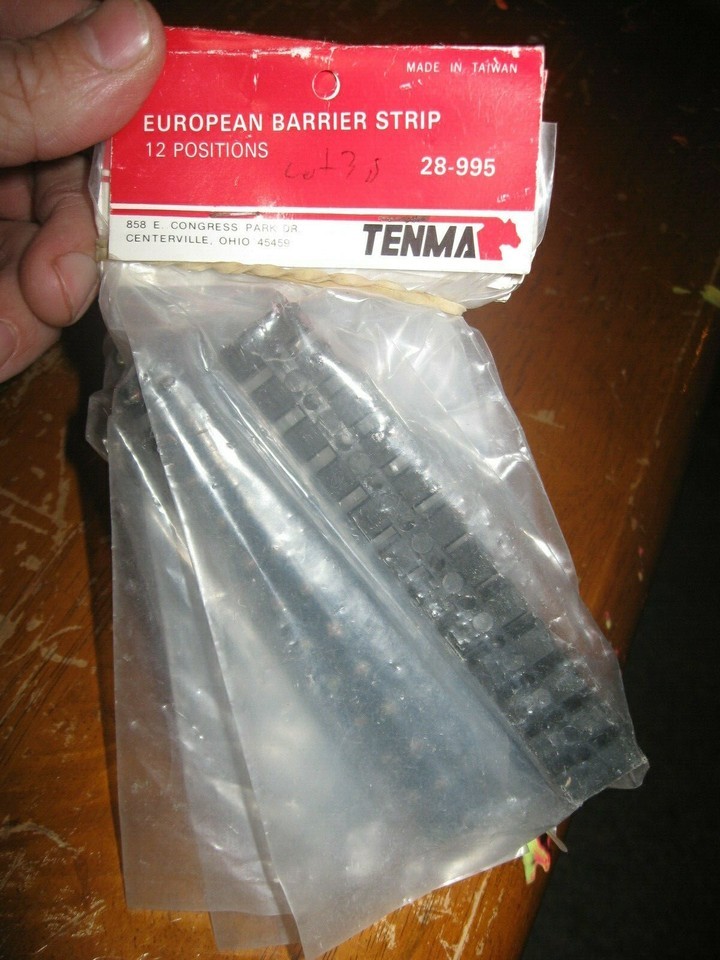 MADE IN TAIWAN
EUROPEAN BARRIER STRIP
12 POSITIONS
28-995
858 E. CONGRESS PARK DR.
CENTERVILLE, OHIO 45459
TENMA